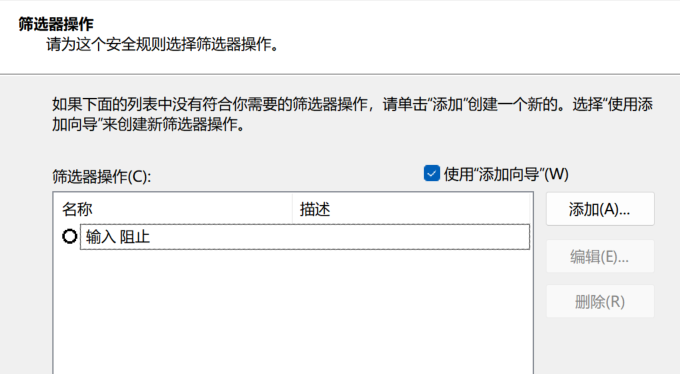 筛选器操作
请为这个安全规则选择筛选器操作。
如果下面的列表中没有符合你需要的筛选器操作，请单击“添加”创建一个新的。选择“使用添
加向导”来创建新筛选器操作。
筛选器操作(C):
使用“添加向导”(W)
名称
描述
添加(A)...
输入 阻止
编辑(E)...
删除(R)